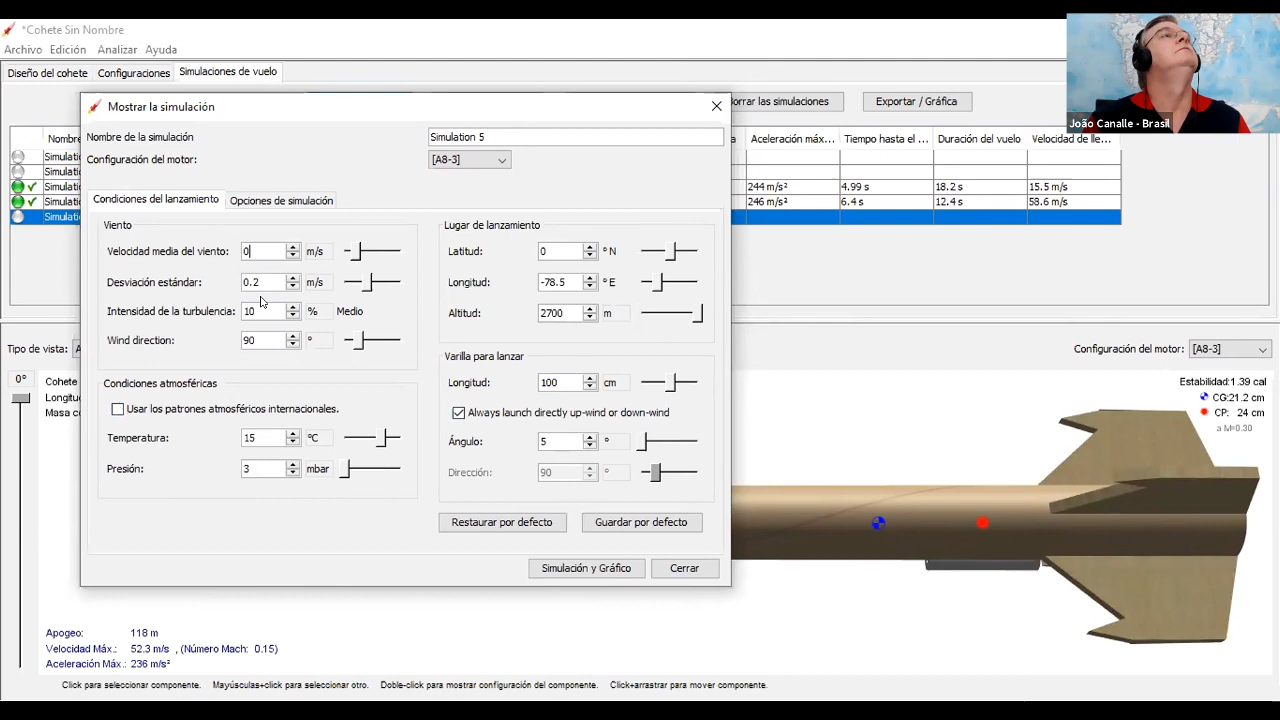 *Cohete Sin Nombre
Archivo Edición Analizar Ayuda
Diseño del cohete Configuraciones Simulaciones de vuelo
Mostrar la simulación
Borrar las simulaciones Exportar / Gráfica
João Canalle - Brasil
Nombre de la simulación Simulation 5
Configuración del motor: [A8-3]
Aceleración máx... Tiempo hasta el ... Duración del vuelo Velocidad de lle...
244 m/s² 4.99 s 18.2 s 15.5 m/s
246 m/s² 6.4 s 12.4 s 58.6 m/s
Condiciones del lanzamiento Opciones de simulación
Viento
Velocidad media del viento: 0 m/s
Desviación estándar: 0.2 m/s
Intensidad de la turbulencia: 10 % Medio
Wind direction: 90 °
Condiciones atmosféricas
Usar los patrones atmosféricos internacionales.
Temperatura: 15 ºC
Presión: 3 mbar
Lugar de lanzamiento
Latitud: 0 º N
Longitud: -78.5 º E
Altitud: 2700 m
Varilla para lanzar
Longitud: 100 cm
Always launch directly up-wind or down-wind
Ángulo: 5 °
Dirección: 90 °
Restaurar por defecto Guardar por defecto
Simulación y Gráfico Cerrar
Tipo de vista:
Configuración del motor: [A8-3]
0°
Cohete
Estabilidad: 1.39 cal
CG:21.2 cm
CP: 24 cm
a M=0.30
Apogeo: 118 m
Velocidad Máx.: 52.3 m/s , (Número Mach: 0.15)
Aceleración Máx.: 236 m/s²
Click para seleccionar componente. Mayúsculas+click para seleccionar otro. Doble-click para mostrar configuración del componente. Click+arrastrar para mover componente.